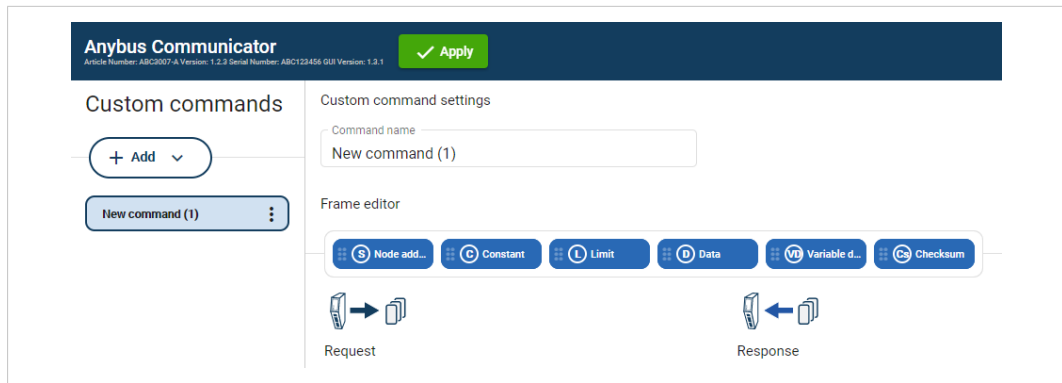 Anybus Communicator
Article Number: ABC3007-A Version: 1.2.3 Serial Number: ABC123456 GUI Version: 1.3.1
Apply
Custom commands
Add
New command (1)
Custom command settings
Command name
New command (1)
Frame editor
S Node add...
C Constant
L Limit
D Data
VD Variable d...
Cs Checksum
Request
Response